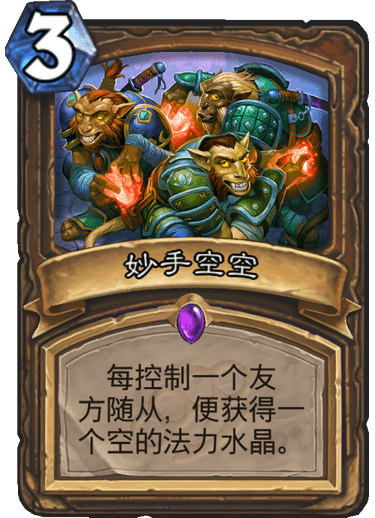 3
妙手空空
每控制一个友
方随从，便获得一
个空的法力水晶。